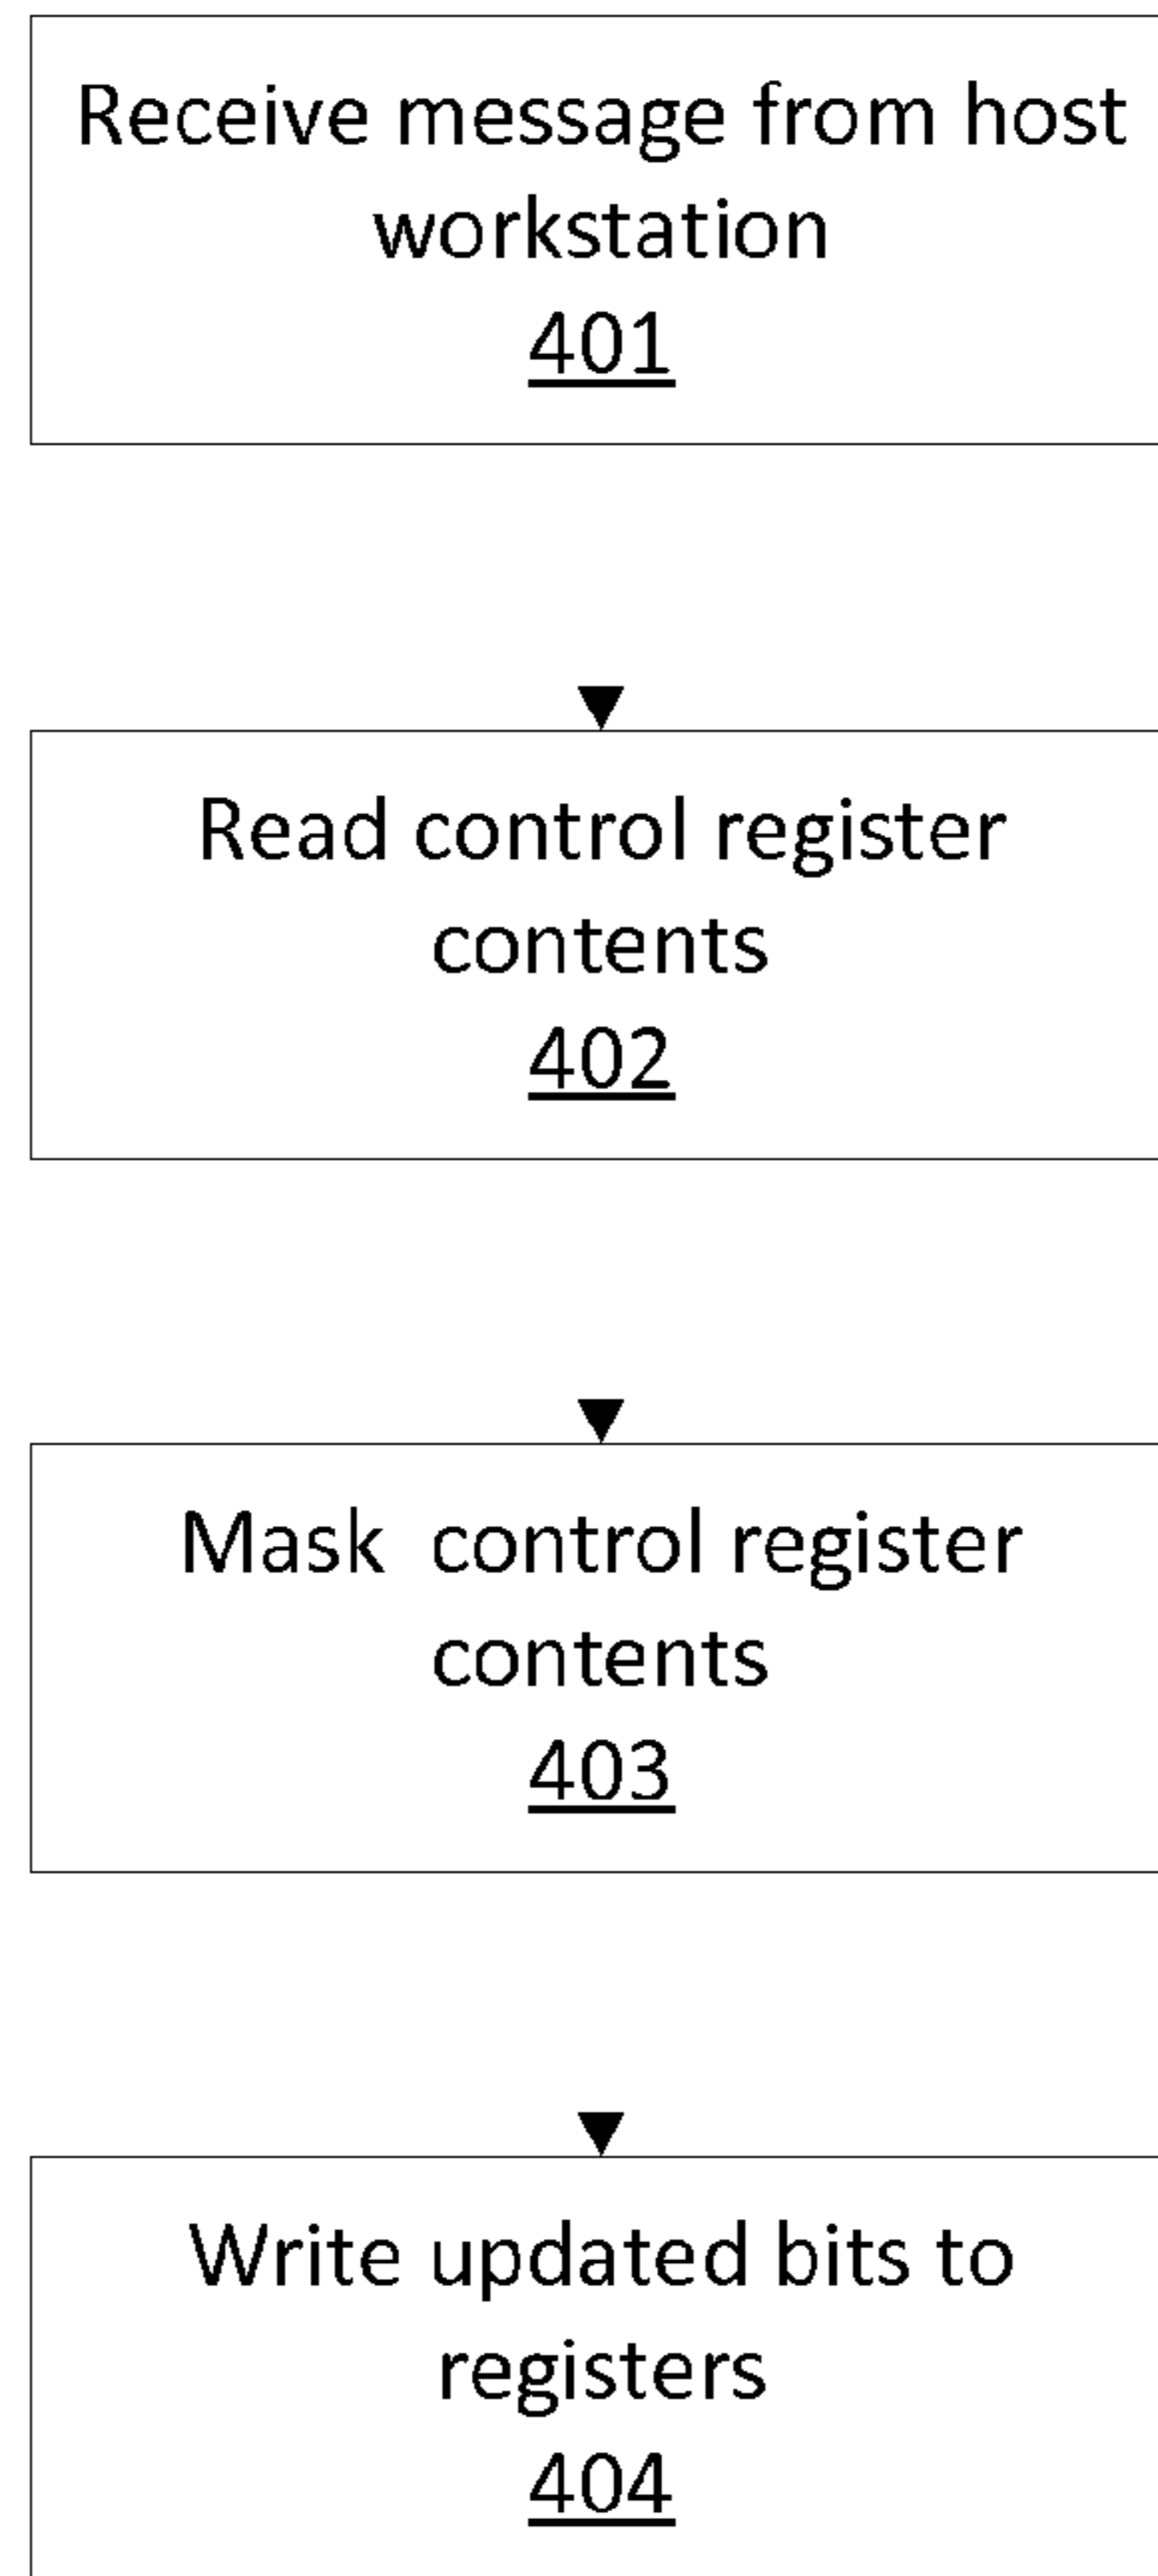 Receive message from host
workstation
401
Read control register
contents
402
Mask control register
contents
403
Write updated bits to
registers
404